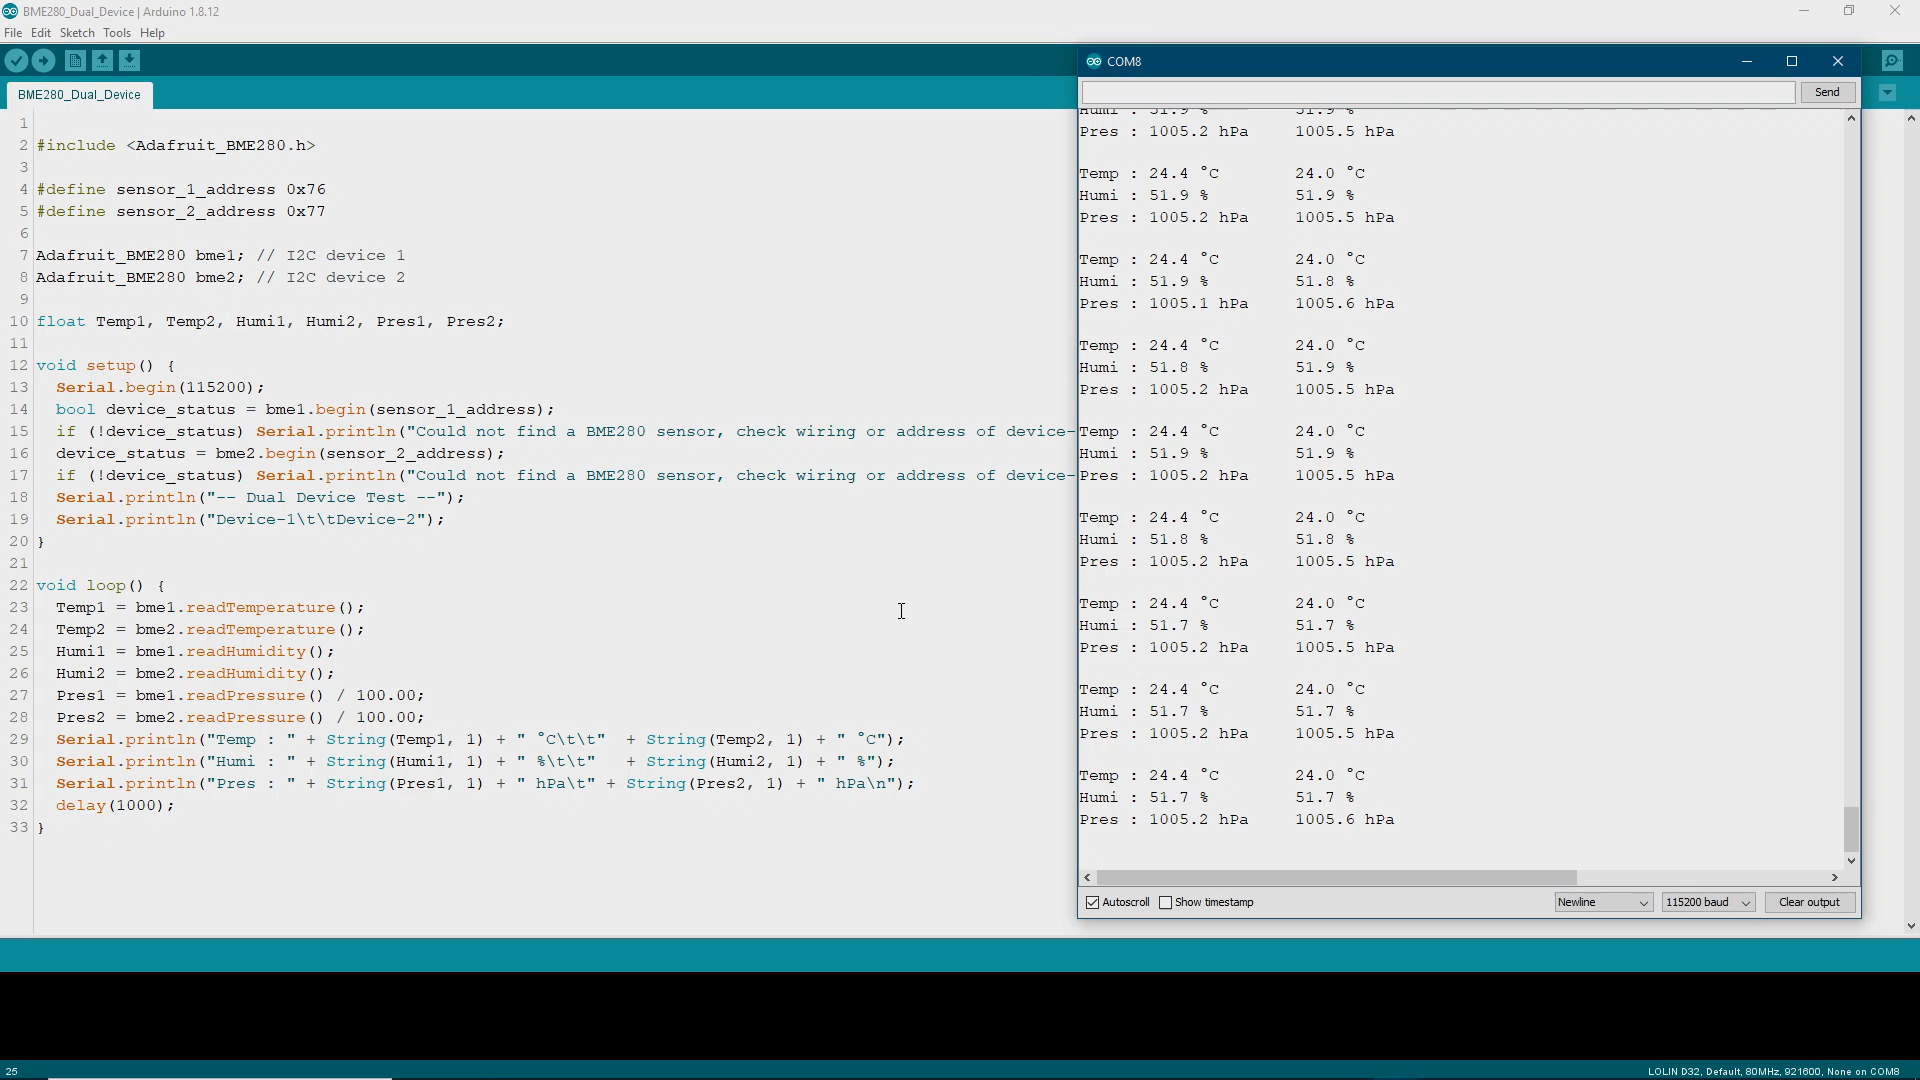 BME280_Dual_Device | Arduino 1.8.12
File Edit Sketch Tools Help
BME280_Dual_Device
1
2 #include <Adafruit_BME280.h>
3
4 #define sensor_1_address 0x76
5 #define sensor_2_address 0x77
6
7 Adafruit_BME280 bme1; // I2C device 1
8 Adafruit_BME280 bme2; // I2C device 2
9
10 float Temp1, Temp2, Humi1, Humi2, Pres1, Pres2;
11
12 void setup() {
13 Serial.begin(115200);
14 bool device_status = bme1.begin(sensor_1_address);
15 if (!device_status) Serial.println("Could not find a BME280 sensor, check wiring or address of device-
16 device_status = bme2.begin(sensor_2_address);
17 if (!device_status) Serial.println("Could not find a BME280 sensor, check wiring or address of device-
18 Serial.println("-- Dual Device Test --");
19 Serial.println("Device-1\t\tDevice-2");
20 }
21
22 void loop() {
23 Temp1 = bme1.readTemperature();
24 Temp2 = bme2.readTemperature();
25 Humi1 = bme1.readHumidity();
26 Humi2 = bme2.readHumidity();
27 Pres1 = bme1.readPressure() / 100.00;
28 Pres2 = bme2.readPressure() / 100.00;
29 Serial.println("Temp : " + String(Temp1, 1) + " °C\t\t" + String(Temp2, 1) + " °C");
30 Serial.println("Humi : " + String(Humi1, 1) + " %\t\t" + String(Humi2, 1) + " %");
31 Serial.println("Pres : " + String(Pres1, 1) + " hPa\t" + String(Pres2, 1) + " hPa\n");
32 delay(1000);
33 }
COM8
Send
Humi : 51.9 % 51.9 %
Pres : 1005.2 hPa 1005.5 hPa
Temp : 24.4 °C 24.0 °C
Humi : 51.9 % 51.9 %
Pres : 1005.2 hPa 1005.5 hPa
Temp : 24.4 °C 24.0 °C
Humi : 51.9 % 51.8 %
Pres : 1005.1 hPa 1005.6 hPa
Temp : 24.4 °C 24.0 °C
Humi : 51.8 % 51.9 %
Pres : 1005.2 hPa 1005.5 hPa
Temp : 24.4 °C 24.0 °C
Humi : 51.9 % 51.9 %
Pres : 1005.2 hPa 1005.5 hPa
Temp : 24.4 °C 24.0 °C
Humi : 51.8 % 51.8 %
Pres : 1005.2 hPa 1005.5 hPa
Temp : 24.4 °C 24.0 °C
Humi : 51.7 % 51.7 %
Pres : 1005.2 hPa 1005.5 hPa
Temp : 24.4 °C 24.0 °C
Humi : 51.7 % 51.7 %
Pres : 1005.2 hPa 1005.5 hPa
Temp : 24.4 °C 24.0 °C
Humi : 51.7 % 51.7 %
Pres : 1005.2 hPa 1005.6 hPa
Autoscroll Show timestamp Newline 115200 baud Clear output
25 LOLIN D32, Default, 80MHz, 921600, None on COM8